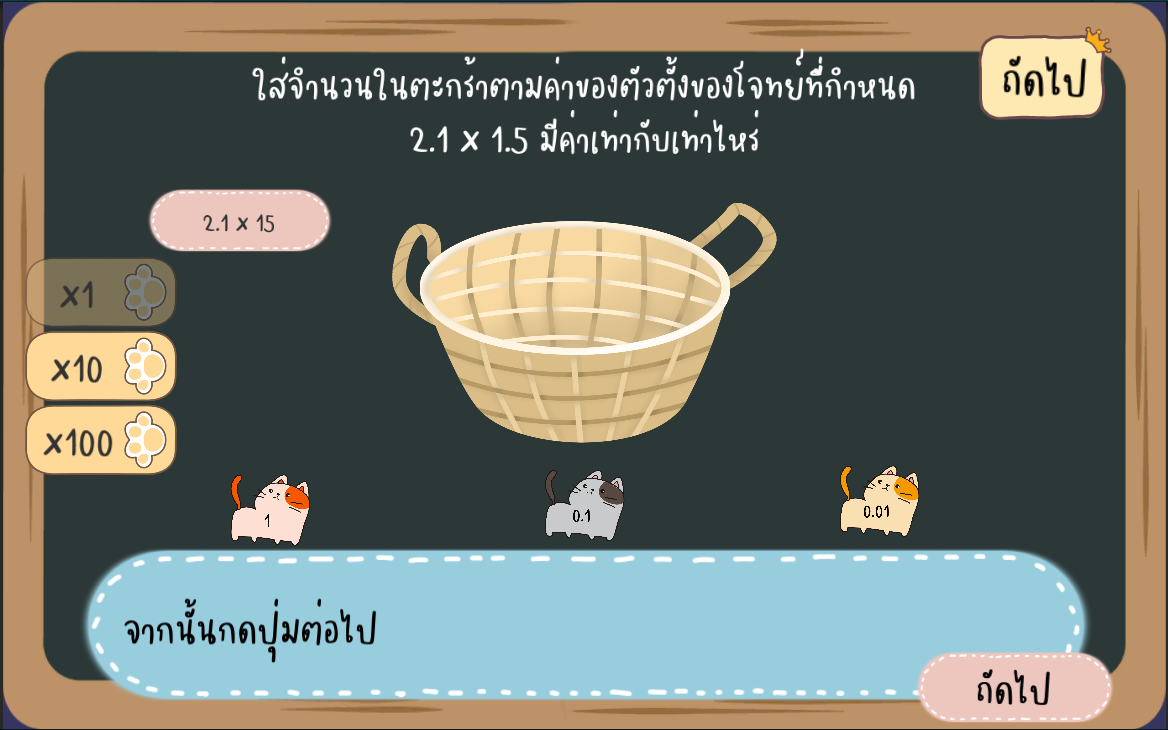 ใส่จำนวนในตะกร้าตามค่าของตัวตั้งของโจทย์ที่กำหนด
ถัดไป
2.1 x 1.5 มีค่าเท่ากับเท่าไหร่
2.1 x 15
x1
x10
x100
1
0.1
0.01
จากนั้นกดปุ่มต่อไป
ถัดไป